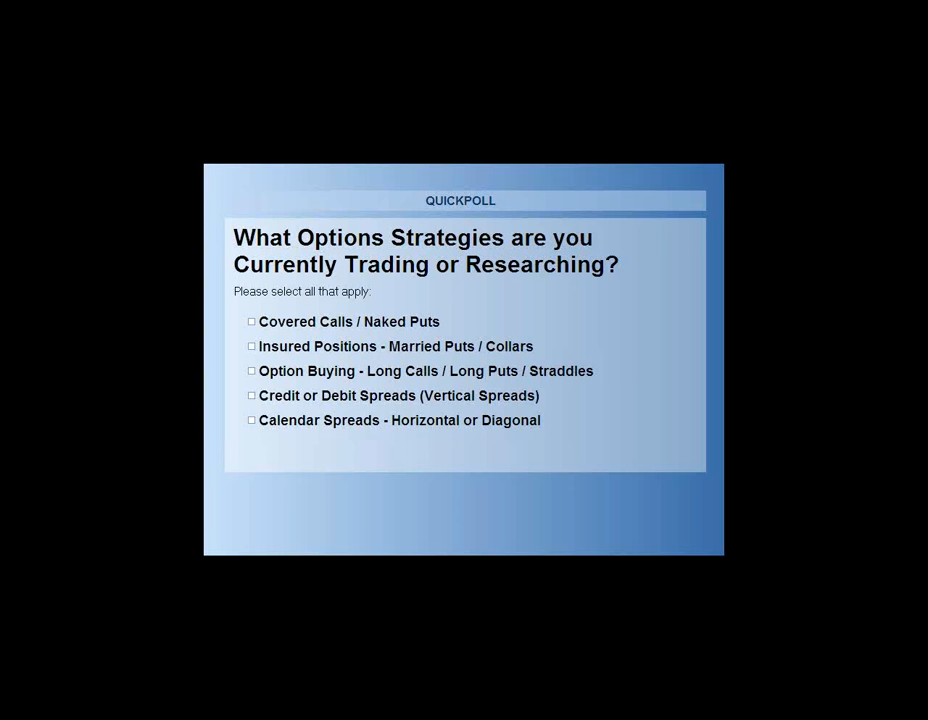 QUICKPOLL
What Options Strategies are you
Currently Trading or Researching?
Please select all that apply:
Covered Calls / Naked Puts
Insured Positions - Married Puts / Collars
Option Buying - Long Calls / Long Puts / Straddles
Credit or Debit Spreads (Vertical Spreads)
Calendar Spreads - Horizontal or Diagonal